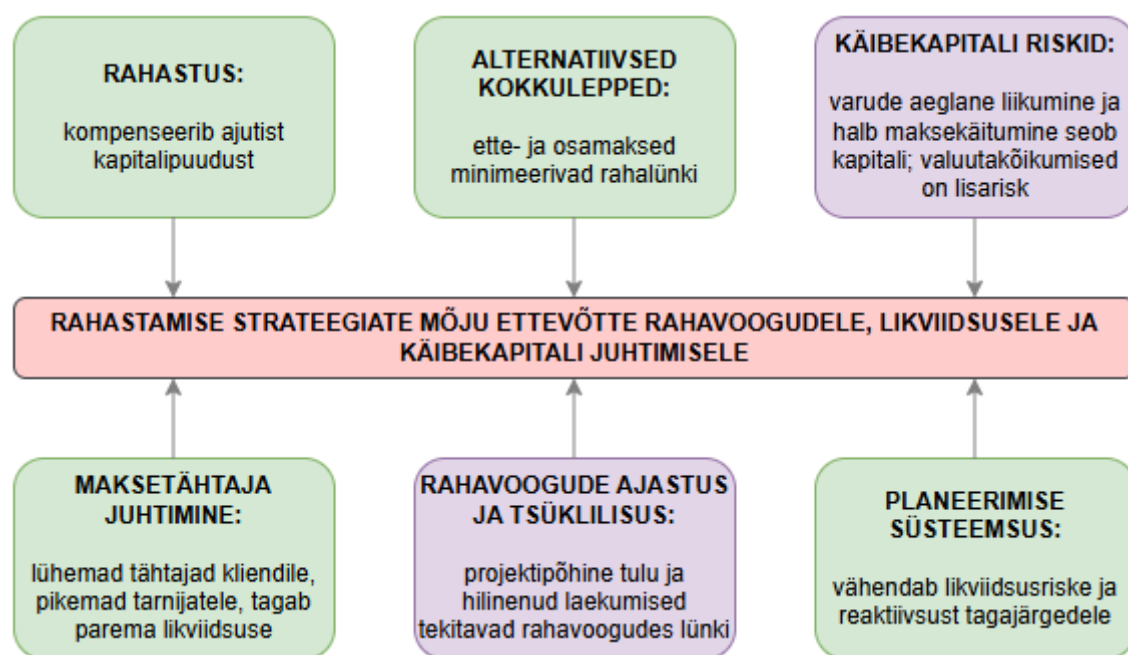 RAHASTUS:
kompenseerib ajutist
kapitalipuudust
ALTERNATIIVSED
KOKKULEPPED:
ette- ja osamaksed
minimeerivad rahalünki
KÄIBEKAPITALI RISKID:
varude aeglane liikumine ja
halb maksekäitumine seob
kapitali; valuutakõikumised
on lisarisk
RAHASTAMISE STRATEEGIATE MÕJU ETTEVÕTTE RAHAVOOGUDELE, LIKVIIDSUSELE JA
KÄIBEKAPITALI JUHTIMISELE
MAKSETÄHTAJA
JUHTIMINE:
lühemad tähtajad kliendile,
pikemad tarnijatele, tagab
parema likviidsuse
RAHAVOOGUDE AJASTUS
JA TSÜKLILISUS:
projektipõhine tulu ja
hilinenud laekumised
tekitavad rahavoogudes lünki
PLANEERIMISE
SÜSTEEMSUS:
vähendab likviidsusriske ja
reaktiivsust tagajärgedele